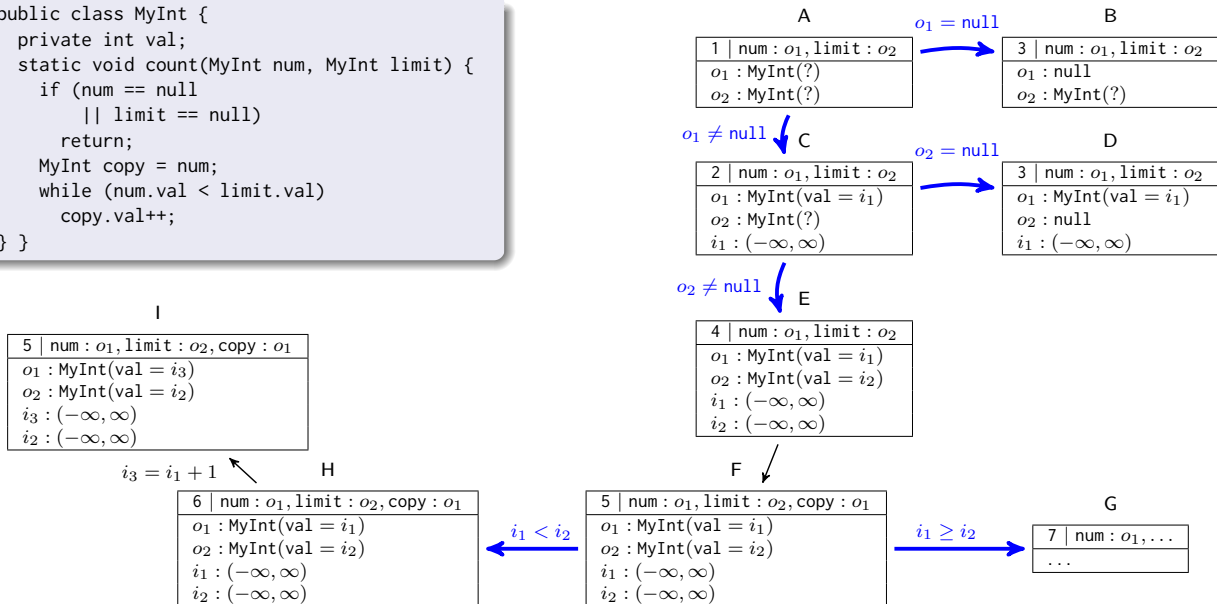 public class MyInt {
private int val;
static void count(MyInt num, MyInt limit) {
if (num == null
|| limit == null)
return;
MyInt copy = num;
while (num.val < limit.val)
copy.val++;
} }
A
1 | num : o₁, limit : o₂
o₁ : MyInt(?)
o₂ : MyInt(?)
o₁ = null
B
3 | num : o₁, limit : o₂
o₁ : null
o₂ : MyInt(?)
o₁ ≠ null
C
2 | num : o₁, limit : o₂
o₁ : MyInt(val = i₁)
o₂ : MyInt(?)
i₁ : (−∞, ∞)
o₂ = null
D
3 | num : o₁, limit : o₂
o₁ : MyInt(val = i₁)
o₂ : null
i₁ : (−∞, ∞)
o₂ ≠ null
E
4 | num : o₁, limit : o₂
o₁ : MyInt(val = i₁)
o₂ : MyInt(val = i₂)
i₁ : (−∞, ∞)
i₂ : (−∞, ∞)
I
5 | num : o₁, limit : o₂, copy : o₁
o₁ : MyInt(val = i₃)
o₂ : MyInt(val = i₂)
i₃ : (−∞, ∞)
i₂ : (−∞, ∞)
i₃ = i₁ + 1
H
6 | num : o₁, limit : o₂, copy : o₁
o₁ : MyInt(val = i₁)
o₂ : MyInt(val = i₂)
i₁ : (−∞, ∞)
i₂ : (−∞, ∞)
i₁ < i₂
F
5 | num : o₁, limit : o₂, copy : o₁
o₁ : MyInt(val = i₁)
o₂ : MyInt(val = i₂)
i₁ : (−∞, ∞)
i₂ : (−∞, ∞)
i₁ ≥ i₂
G
7 | num : o₁, ...
...